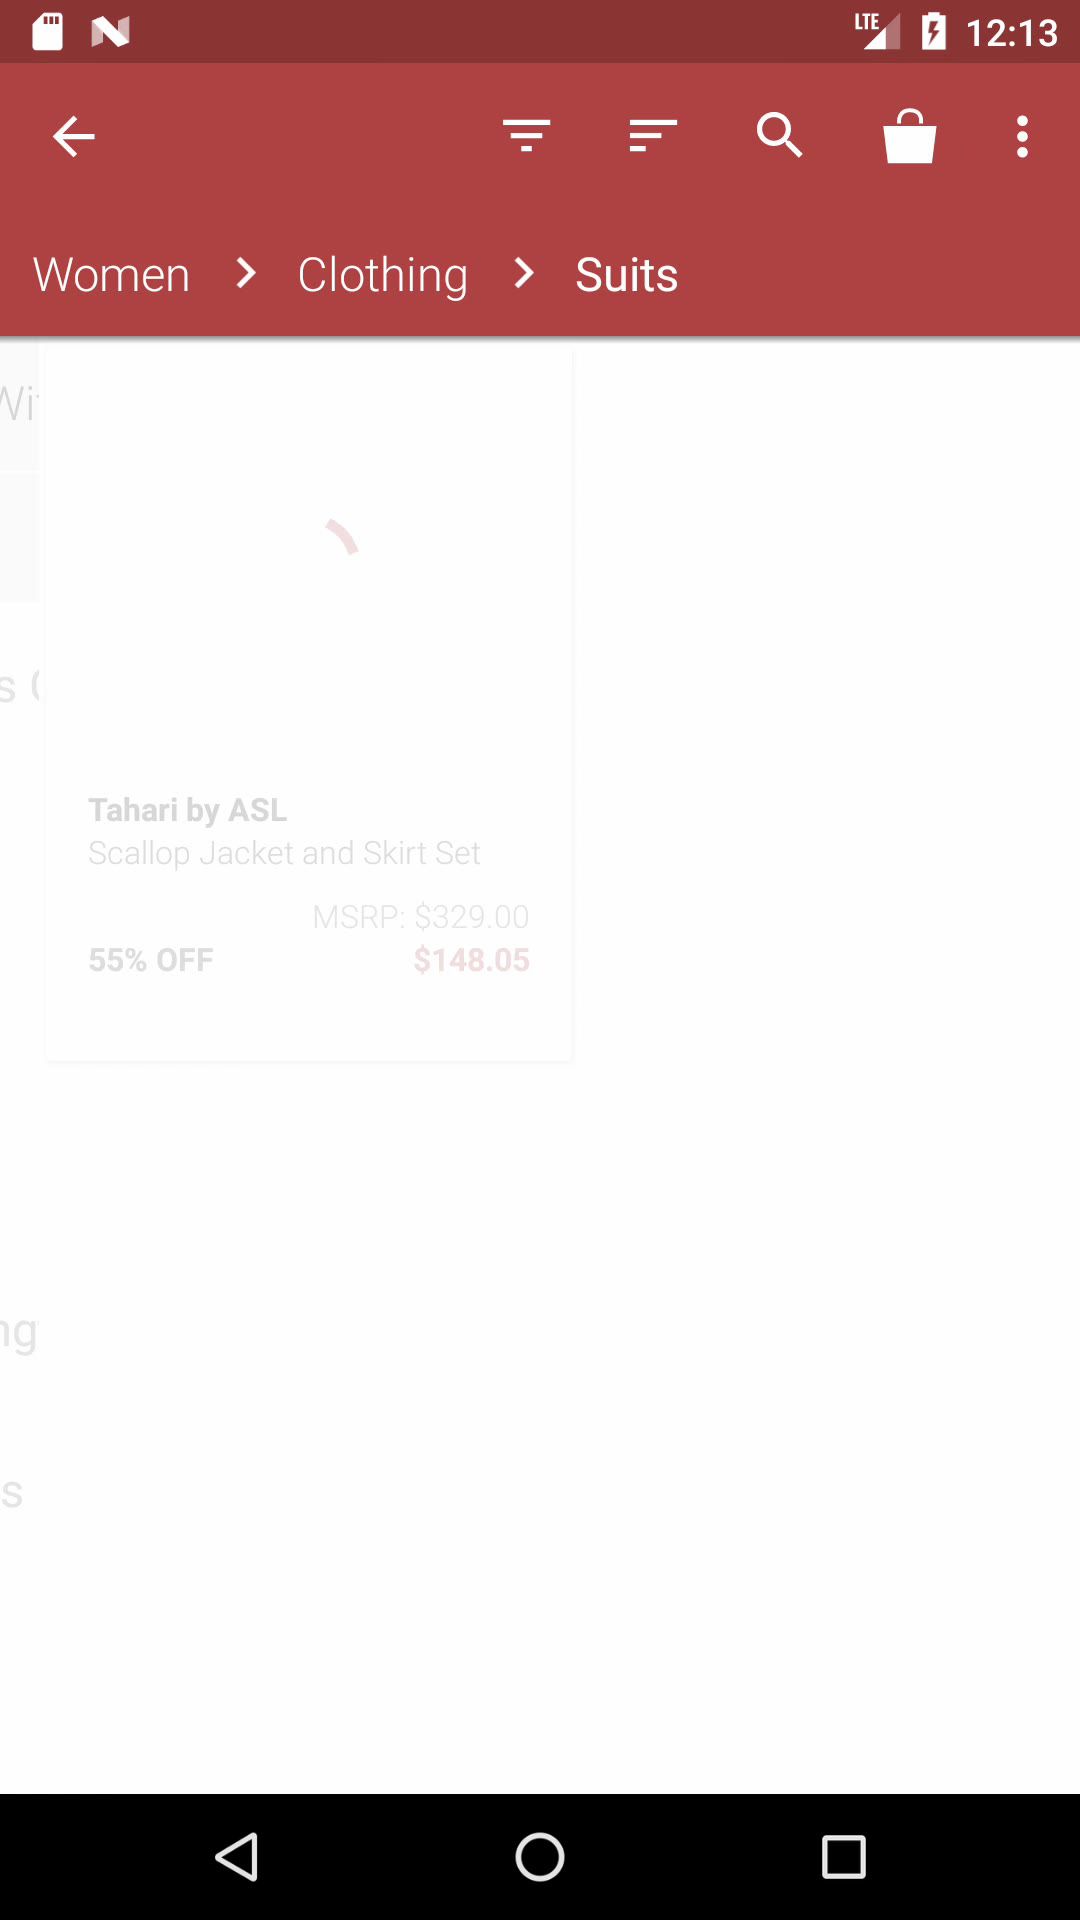 LTE 12:13
Women > Clothing > Suits
Tahari by ASL
Scallop Jacket and Skirt Set
MSRP: $329.00
55% OFF $148.05
ng
s